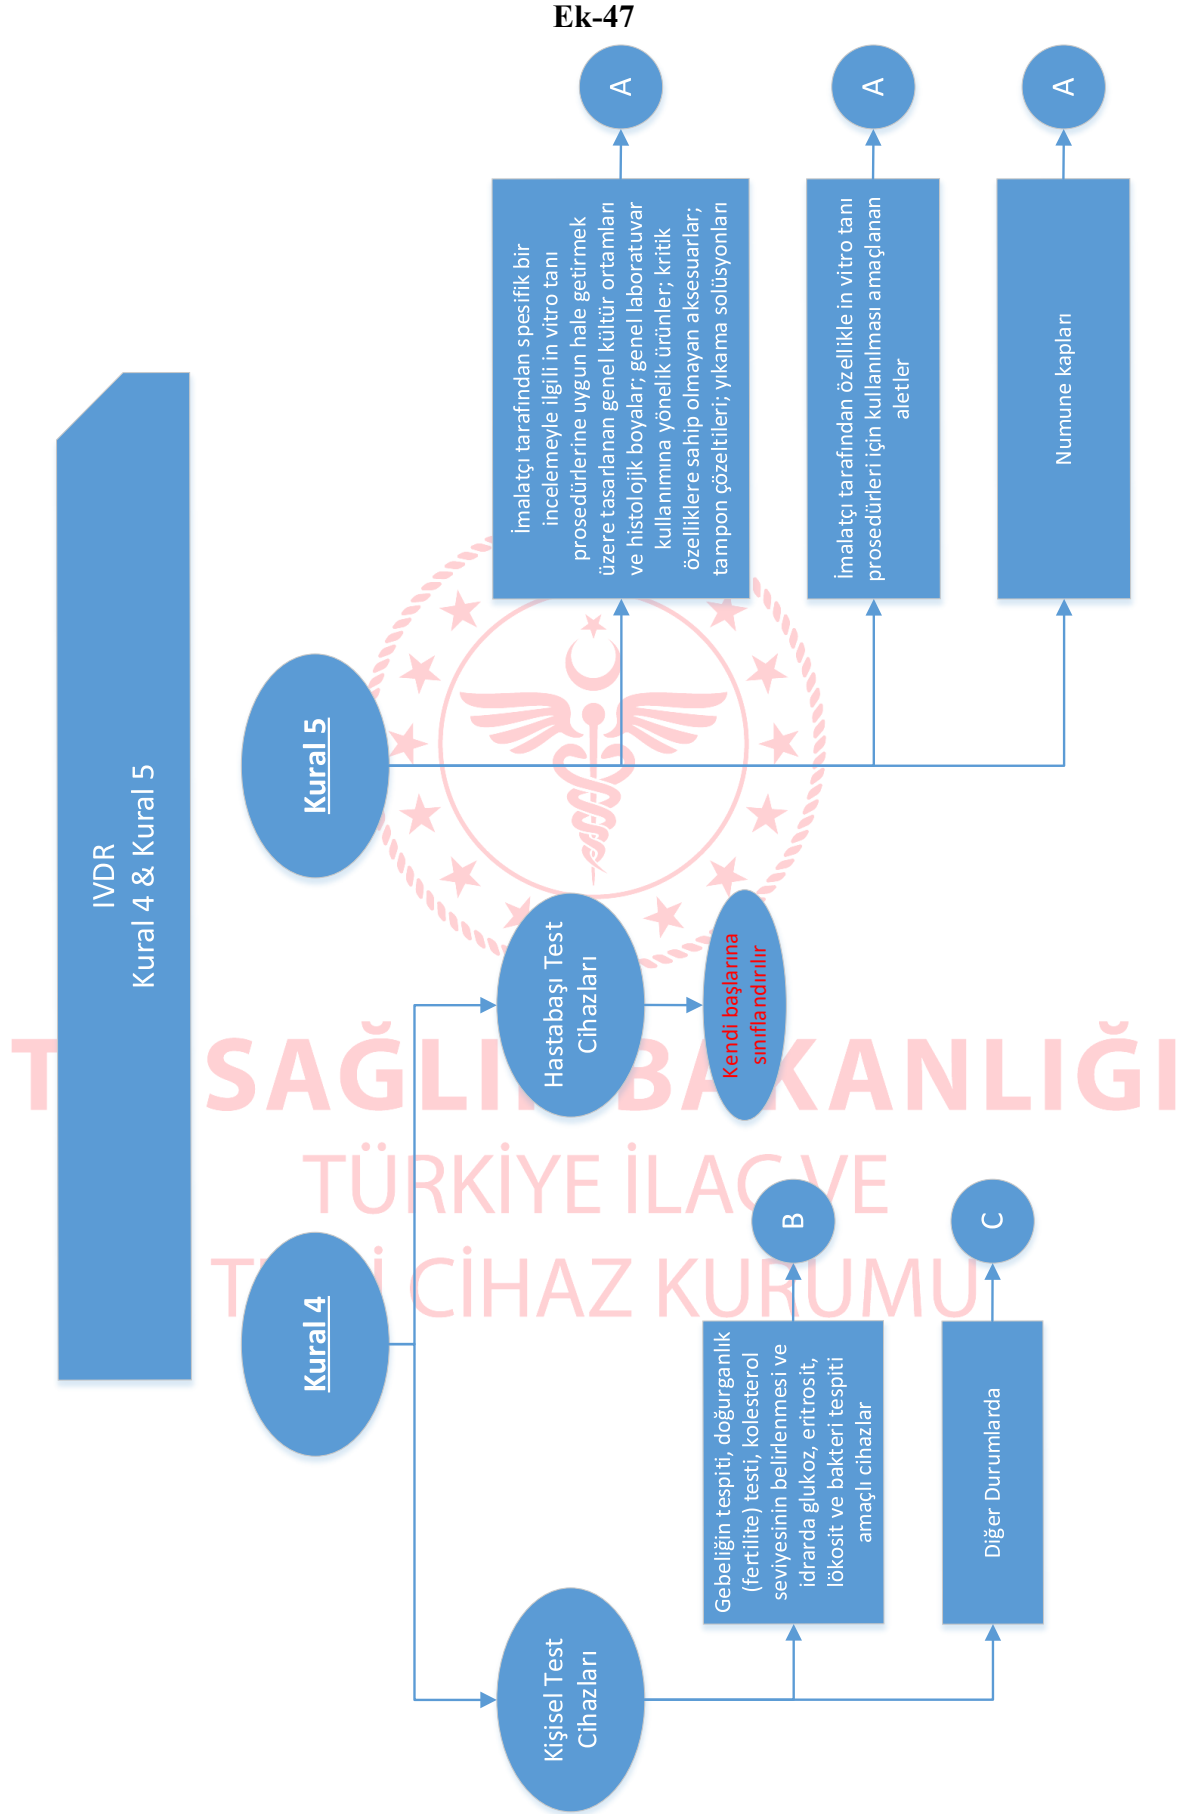 Ek-47
IVDR
Kural 4 & Kural 5
Kural 4
Kişisel Test
Cihazları
Gebeliğin tespiti, doğurganlık
(fertilite) testi, kolesterol
seviyesinin belirlenmesi ve
idrarda glukoz, eritrosit,
lökosit ve bakteri tespiti
amaçlı cihazlar
B
Diğer Durumlarda
C
Hastabaşı Test
Cihazları
Kendi başlarına
sınıflandırılır
Kural 5
İmalatçı tarafından spesifik bir
incelemeyle ilgili in vitro tanı
prosedürlerine uygun hale getirmek
üzere tasarlanan genel kültür ortamları
ve histolojik boyalar; genel laboratuvar
kullanımına yönelik ürünler; kritik
özelliklere sahip olmayan aksesuarlar;
tampon çözeltileri; yıkama solüsyonları
A
İmalatçı tarafından özellikle in vitro tanı
prosedürleri için kullanılması amaçlanan
aletler
A
Numune kapları
A
SAĞLI BAKANLIĞI
TÜRKİYE İLAÇ VE
CİHAZ KURUMU